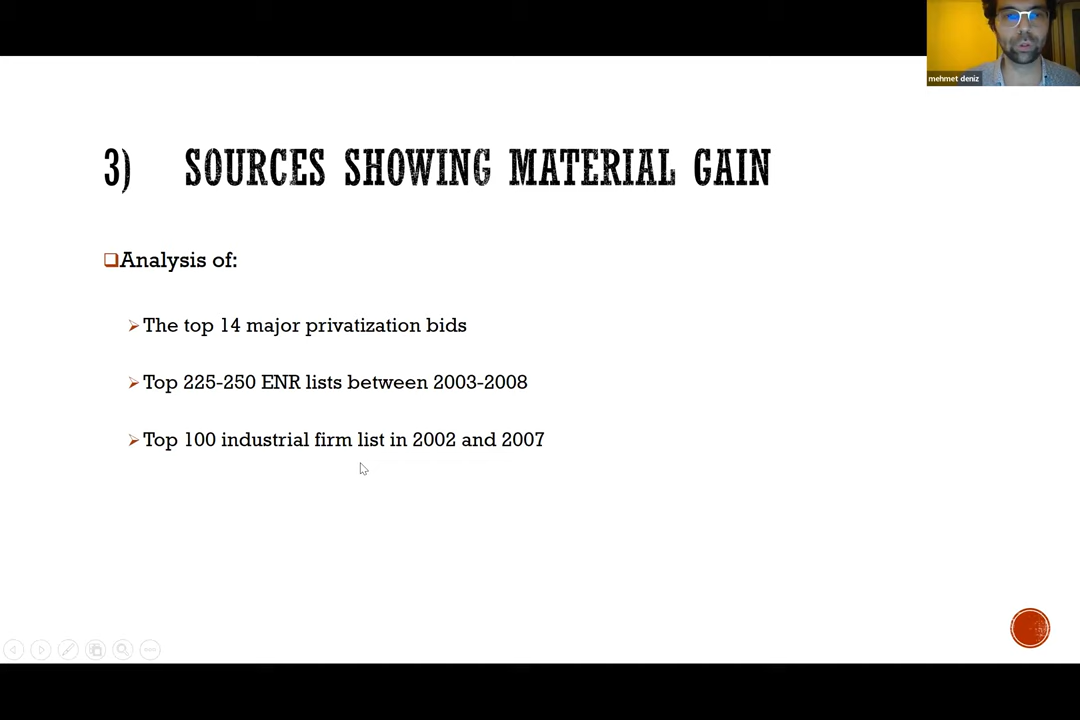 mehmet deniz
3) SOURCES SHOWING MATERIAL GAIN
Analysis of:
The top 14 major privatization bids
Top 225-250 ENR lists between 2003-2008
Top 100 industrial firm list in 2002 and 2007